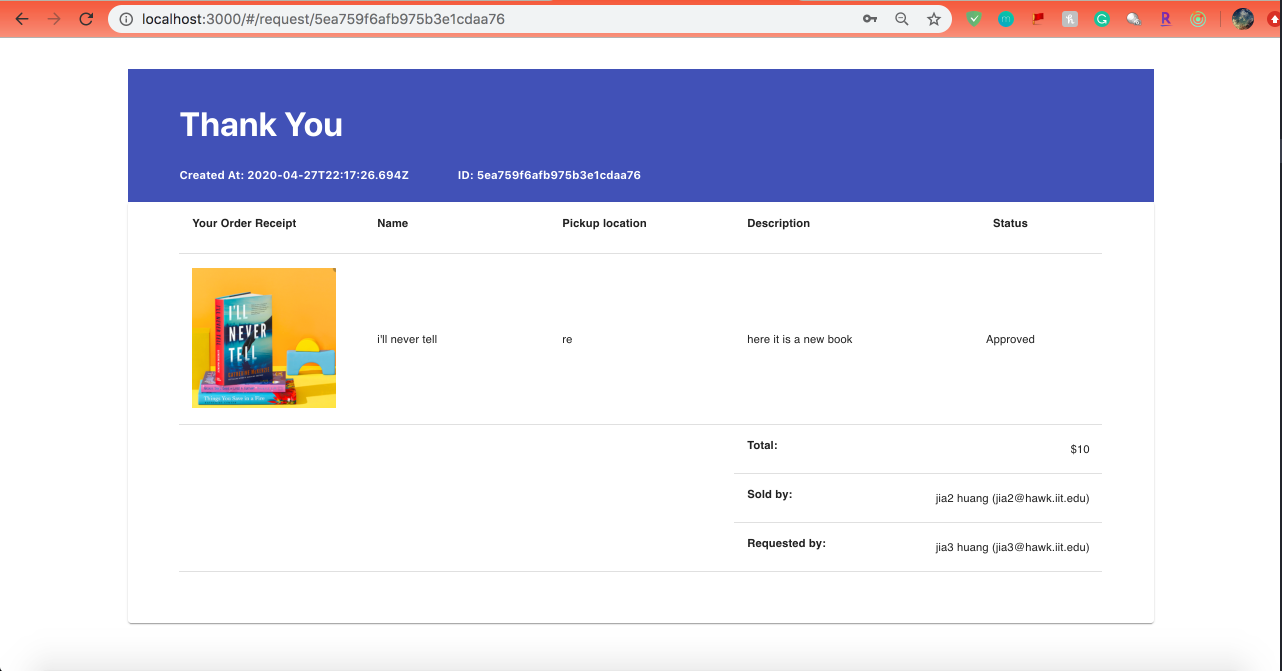 localhost:3000/#/request/5ea759f6afb975b3e1cdaa76
Thank You
Created At: 2020-04-27T22:17:26.694Z ID: 5ea759f6afb975b3e1cdaa76
Your Order Receipt Name Pickup location Description Status
I'LL
NEVER
TELL
Things You Save in a Fire
i'll never tell re here it is a new book Approved
Total: $10
Sold by: jia2 huang (jia2@hawk.iit.edu)
Requested by: jia3 huang (jia3@hawk.iit.edu)